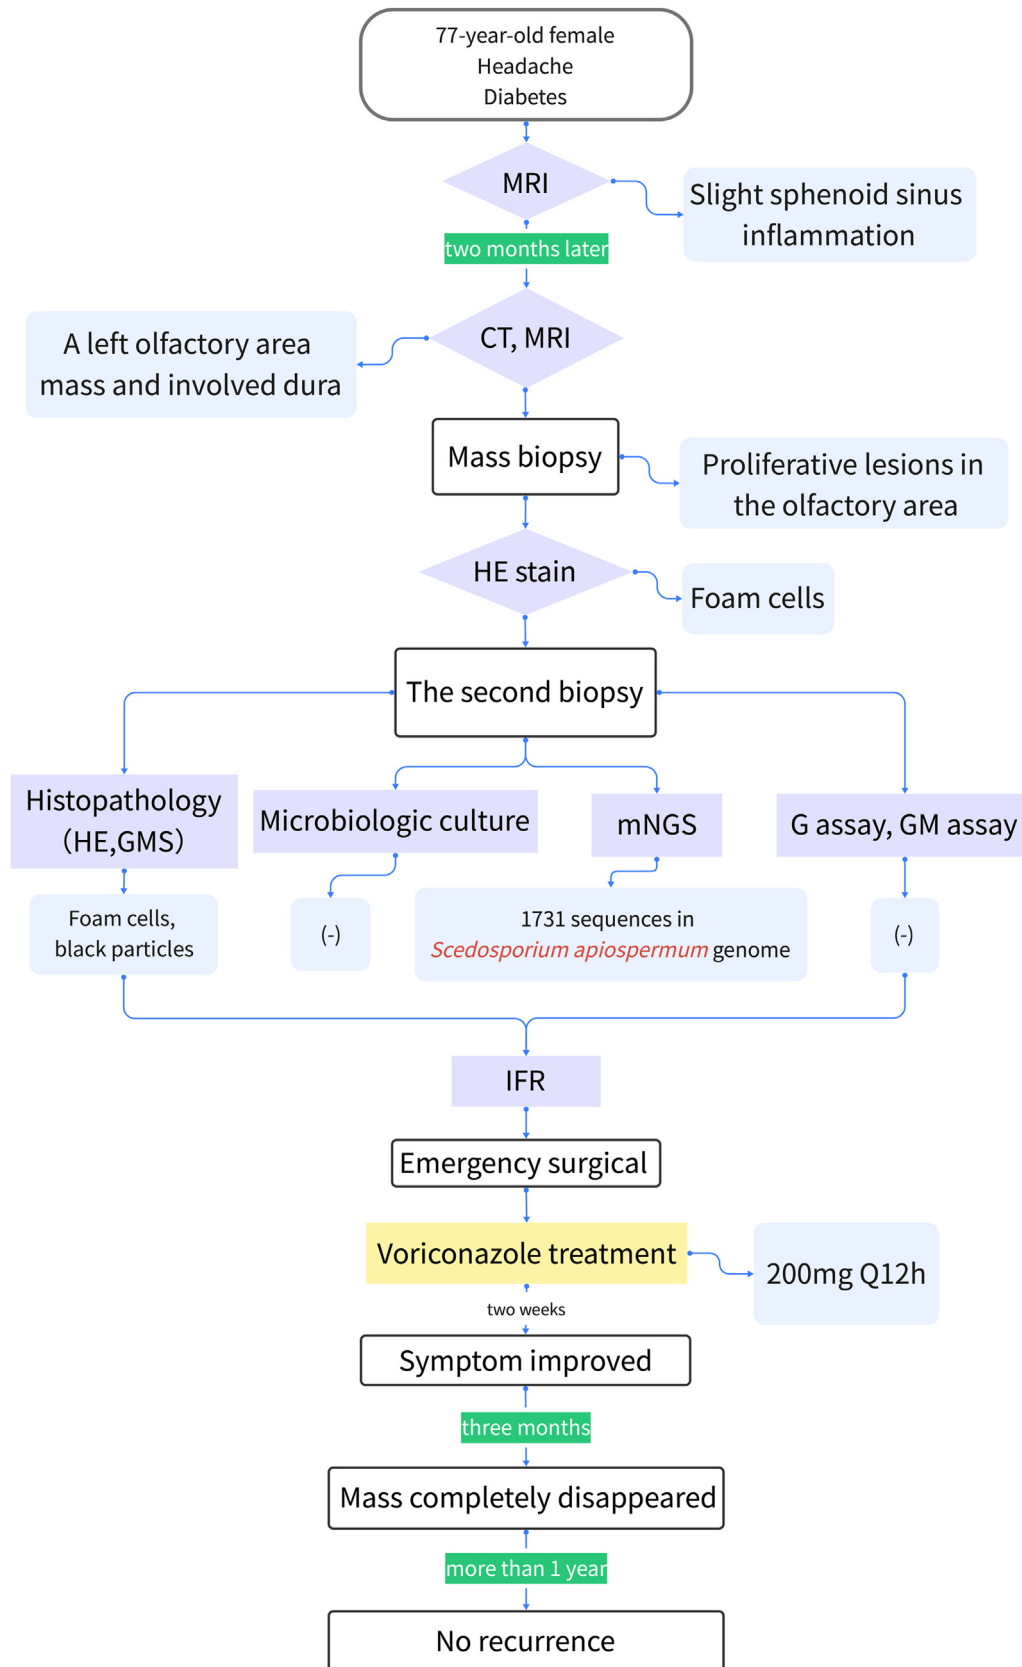 77-year-old female
Headache
Diabetes
MRI
Slight sphenoid sinus
inflammation
two months later
CT, MRI
A left olfactory area
mass and involved dura
Mass biopsy
Proliferative lesions in
the olfactory area
HE stain
Foam cells
The second biopsy
Histopathology
（HE,GMS）
Microbiologic culture
mNGS
G assay, GM assay
Foam cells,
black particles
(-)
1731 sequences in
Scedosporium apiospermum genome
(-)
IFR
Emergency surgical
Voriconazole treatment
200mg Q12h
two weeks
Symptom improved
three months
Mass completely disappeared
more than 1 year
No recurrence